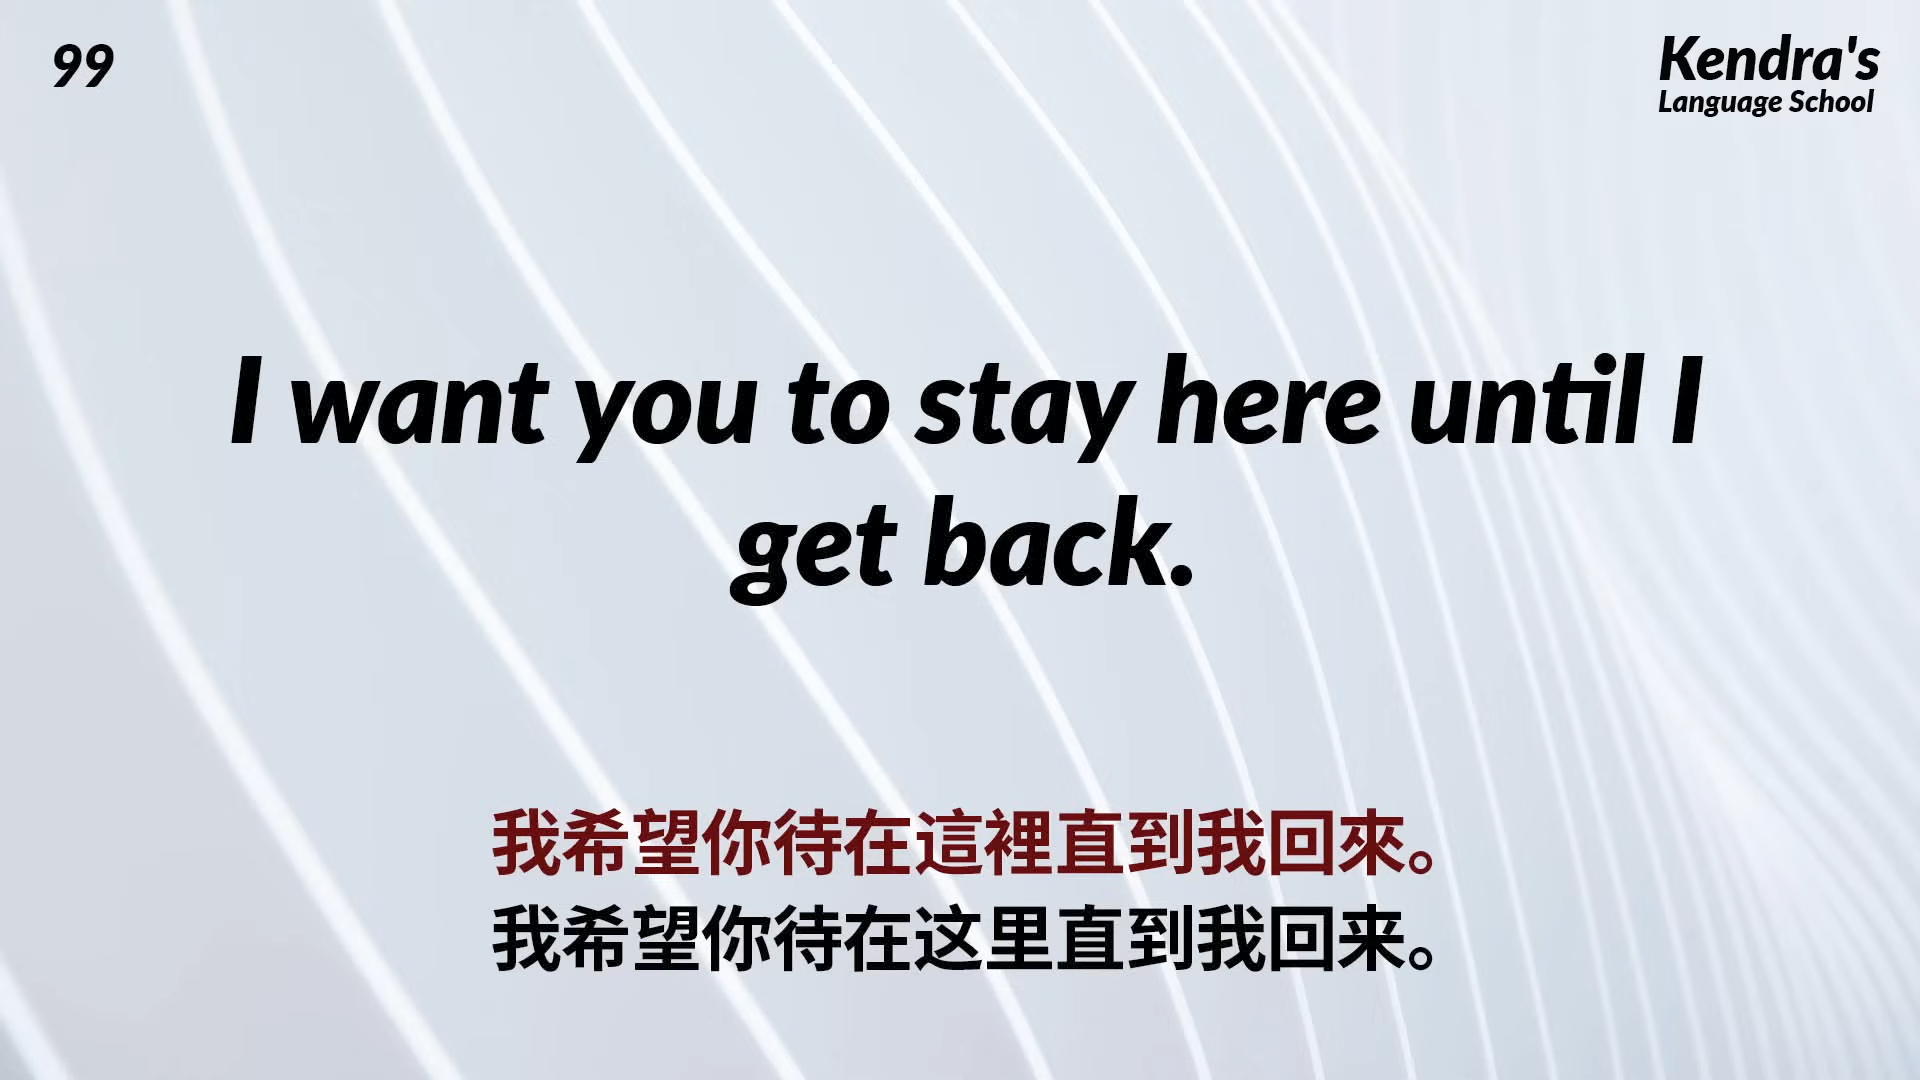 99
Kendra's
Language School
I want you to stay here until I
get back.
我希望你待在這裡直到我回來。
我希望你待在这里直到我回来。